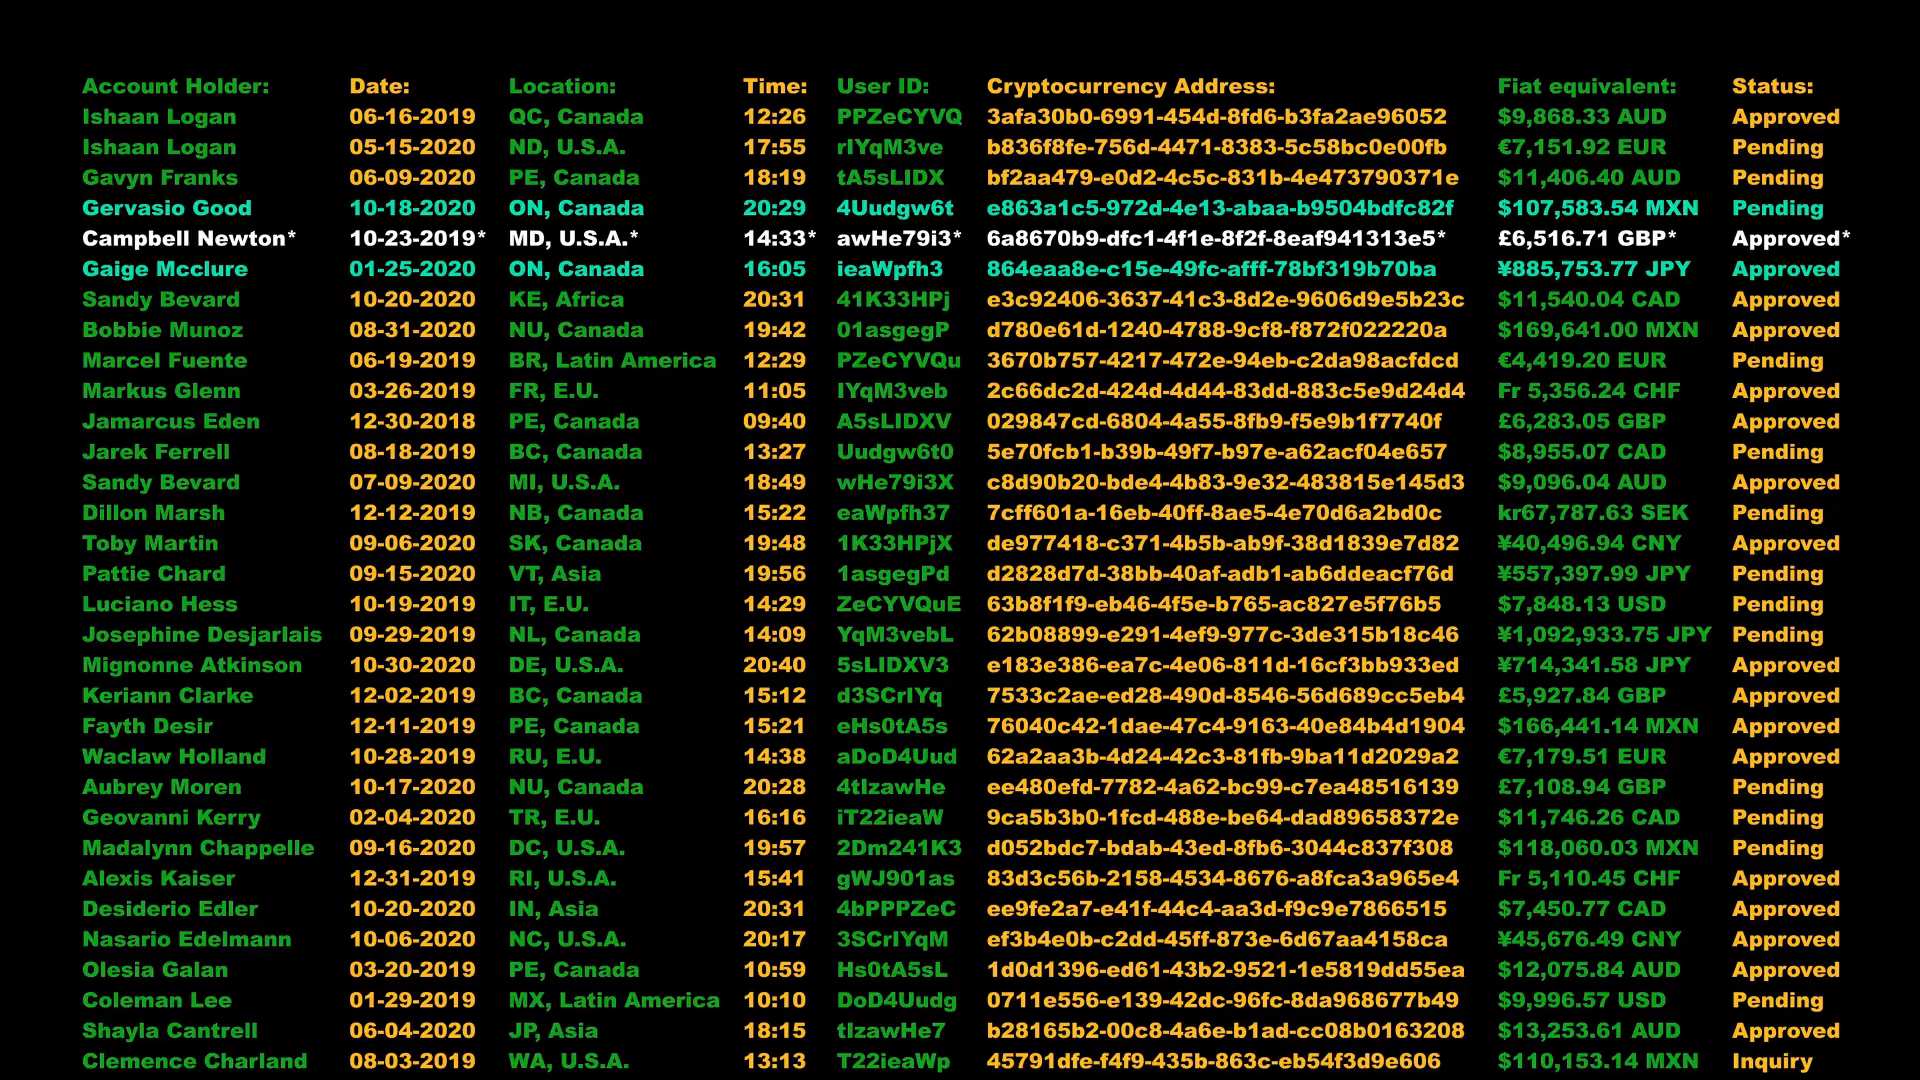 Account Holder: Date: Location: Time: User ID: Cryptocurrency Address: Fiat equivalent: Status:
Ishaan Logan 06-16-2019 QC, Canada 12:26 PPZeCYVQ 3afa30b0-6991-454d-8fd6-b3fa2ae96052 $9,868.33 AUD Approved
Ishaan Logan 05-15-2020 ND, U.S.A. 17:55 rIYqM3ve b836f8fe-756d-4471-8383-5c58bc0e00fb €7,151.92 EUR Pending
Gavyn Franks 06-09-2020 PE, Canada 18:19 tA5sLIDX bf2aa479-e0d2-4c5c-831b-4e473790371e $11,406.40 AUD Pending
Gervasio Good 10-18-2020 ON, Canada 20:29 4Uudgw6t e863a1c5-972d-4e13-abaa-b9504bdfc82f $107,583.54 MXN Pending
Campbell Newton* 10-23-2019* MD, U.S.A.* 14:33* awHe79i3* 6a8670b9-dfc1-4f1e-8f2f-8eaf941313e5* £6,516.71 GBP* Approved*
Gaige Mcclure 01-25-2020 ON, Canada 16:05 ieaWpfh3 864eaa8e-c15e-49fc-afff-78bf319b70ba ¥885,753.77 JPY Approved
Sandy Bevard 10-20-2020 KE, Africa 20:31 41K33HPj e3c92406-3637-41c3-8d2e-9606d9e5b23c $11,540.04 CAD Approved
Bobbie Munoz 08-31-2020 NU, Canada 19:42 01asgegP d780e61d-1240-4788-9cf8-f872f022220a $169,641.00 MXN Approved
Marcel Fuente 06-19-2019 BR, Latin America 12:29 PZeCYVQu 3670b757-4217-472e-94eb-c2da98acfdcd €4,419.20 EUR Pending
Markus Glenn 03-26-2019 FR, E.U. 11:05 IYqM3veb 2c66dc2d-424d-4d44-83dd-883c5e9d24d4 Fr 5,356.24 CHF Approved
Jamarcus Eden 12-30-2018 PE, Canada 09:40 A5sLIDXV 029847cd-6804-4a55-8fb9-f5e9b1f7740f £6,283.05 GBP Approved
Jarek Ferrell 08-18-2019 BC, Canada 13:27 Uudgw6t0 5e70fcb1-b39b-49f7-b97e-a62acf04e657 $8,955.07 CAD Pending
Sandy Bevard 07-09-2020 MI, U.S.A. 18:49 wHe79i3X c8d90b20-bde4-4b83-9e32-483815e145d3 $9,096.04 AUD Approved
Dillon Marsh 12-12-2019 NB, Canada 15:22 eaWpfh37 7cff601a-16eb-40ff-8ae5-4e70d6a2bd0c kr67,787.63 SEK Pending
Toby Martin 09-06-2020 SK, Canada 19:48 1K33HPjX de977418-c371-4b5b-ab9f-38d1839e7d82 ¥40,496.94 CNY Approved
Pattie Chard 09-15-2020 VT, Asia 19:56 1asgegPd d2828d7d-38bb-40af-adb1-ab6ddeacf76d ¥557,397.99 JPY Pending
Luciano Hess 10-19-2019 IT, E.U. 14:29 ZeCYVQuE 63b8f1f9-eb46-4f5e-b765-ac827e5f76b5 $7,848.13 USD Pending
Josephine Desjarlais 09-29-2019 NL, Canada 14:09 YqM3vebL 62b08899-e291-4ef9-977c-3de315b18c46 ¥1,092,933.75 JPY Pending
Mignonne Atkinson 10-30-2020 DE, U.S.A. 20:40 5sLIDXV3 e183e386-ea7c-4e06-811d-16cf3bb933ed ¥714,341.58 JPY Approved
Keriann Clarke 12-02-2019 BC, Canada 15:12 d3SCrIYq 7533c2ae-ed28-490d-8546-56d689cc5eb4 £5,927.84 GBP Approved
Fayth Desir 12-11-2019 PE, Canada 15:21 eHs0tA5s 76040c42-1dae-47c4-9163-40e84b4d1904 $166,441.14 MXN Approved
Waclaw Holland 10-28-2019 RU, E.U. 14:38 aDoD4Uud 62a2aa3b-4d24-42c3-81fb-9ba11d2029a2 €7,179.51 EUR Approved
Aubrey Moren 10-17-2020 NU, Canada 20:28 4tIzawHe ee480efd-7782-4a62-bc99-c7ea48516139 £7,108.94 GBP Pending
Geovanni Kerry 02-04-2020 TR, E.U. 16:16 iT22ieaW 9ca5b3b0-1fcd-488e-be64-dad89658372e $11,746.26 CAD Pending
Madalynn Chappelle 09-16-2020 DC, U.S.A. 19:57 2Dm241K3 d052bdc7-bdab-43ed-8fb6-3044c837f308 $118,060.03 MXN Pending
Alexis Kaiser 12-31-2019 RI, U.S.A. 15:41 gWJ901as 83d3c56b-2158-4534-8676-a8fca3a965e4 Fr 5,110.45 CHF Approved
Desiderio Edler 10-20-2020 IN, Asia 20:31 4bPPPZeC ee9fe2a7-e41f-44c4-aa3d-f9c9e7866515 $7,450.77 CAD Approved
Nasario Edelmann 10-06-2020 NC, U.S.A. 20:17 3SCrIYqM ef3b4e0b-c2dd-45ff-873e-6d67aa4158ca ¥45,676.49 CNY Approved
Olesia Galan 03-20-2019 PE, Canada 10:59 Hs0tA5sL 1d0d1396-ed61-43b2-9521-1e5819dd55ea $12,075.84 AUD Approved
Coleman Lee 01-29-2019 MX, Latin America 10:10 DoD4Uudg 0711e556-e139-42dc-96fc-8da968677b49 $9,996.57 USD Pending
Shayla Cantrell 06-04-2020 JP, Asia 18:15 tIzawHe7 b28165b2-00c8-4a6e-b1ad-cc08b0163208 $13,253.61 AUD Approved
Clemence Charland 08-03-2019 WA, U.S.A. 13:13 T22ieaWp 45791dfe-f4f9-435b-863c-eb54f3d9e606 $110,153.14 MXN Inquiry